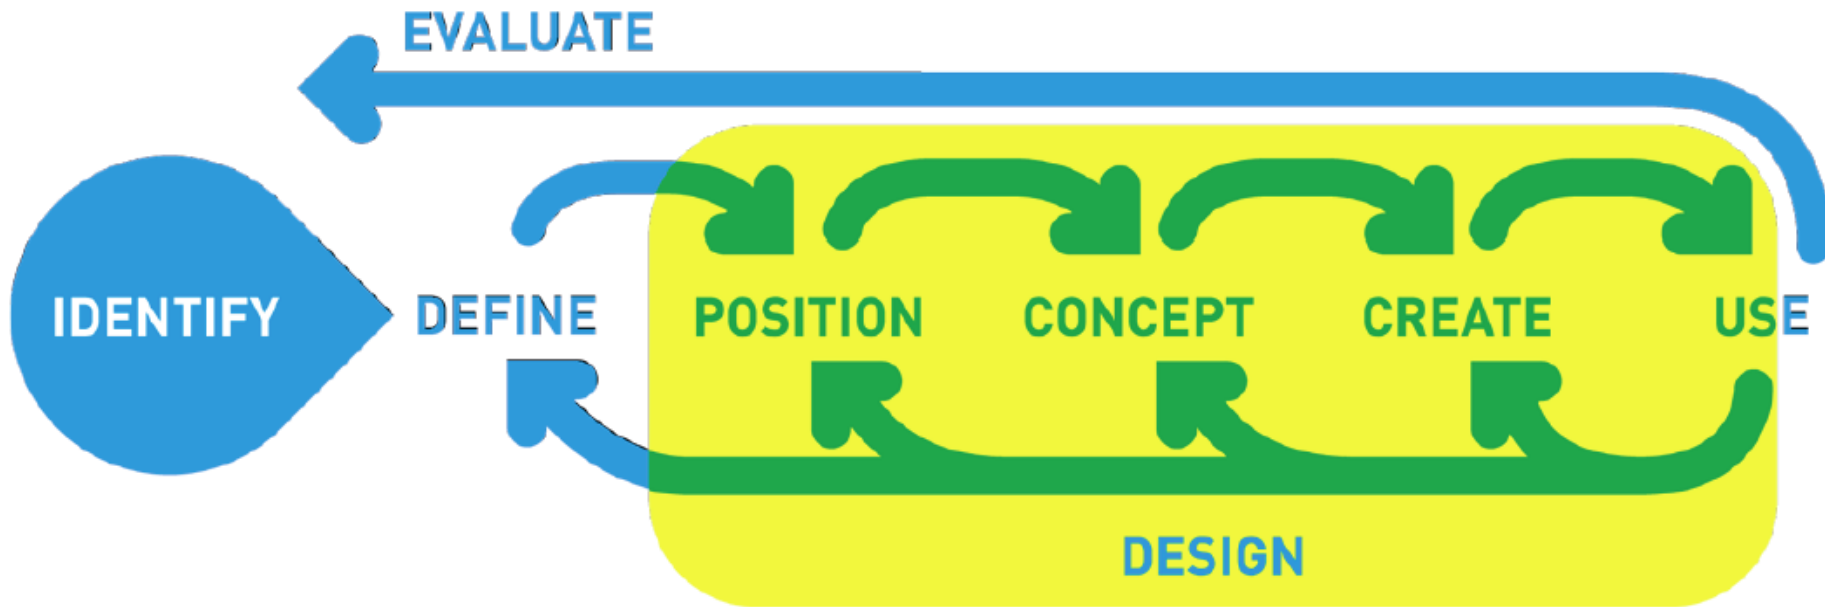 EVALUATE
IDENTIFY
DEFINE
POSITION
CONCEPT
CREATE
USE
DESIGN